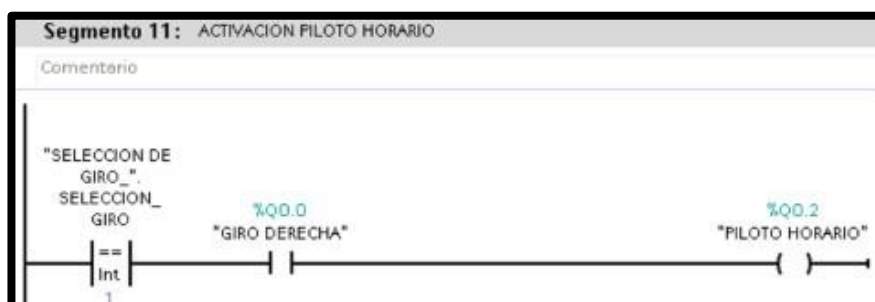 Segmento 11: ACTIVACION PILOTO HORARIO
Comentario
"SELECCION DE
GIRO_".
SELECCION_
GIRO
%Q0.0
"GIRO DERECHA"
%Q0.2
"PILOTO HORARIO"
==
Int
1